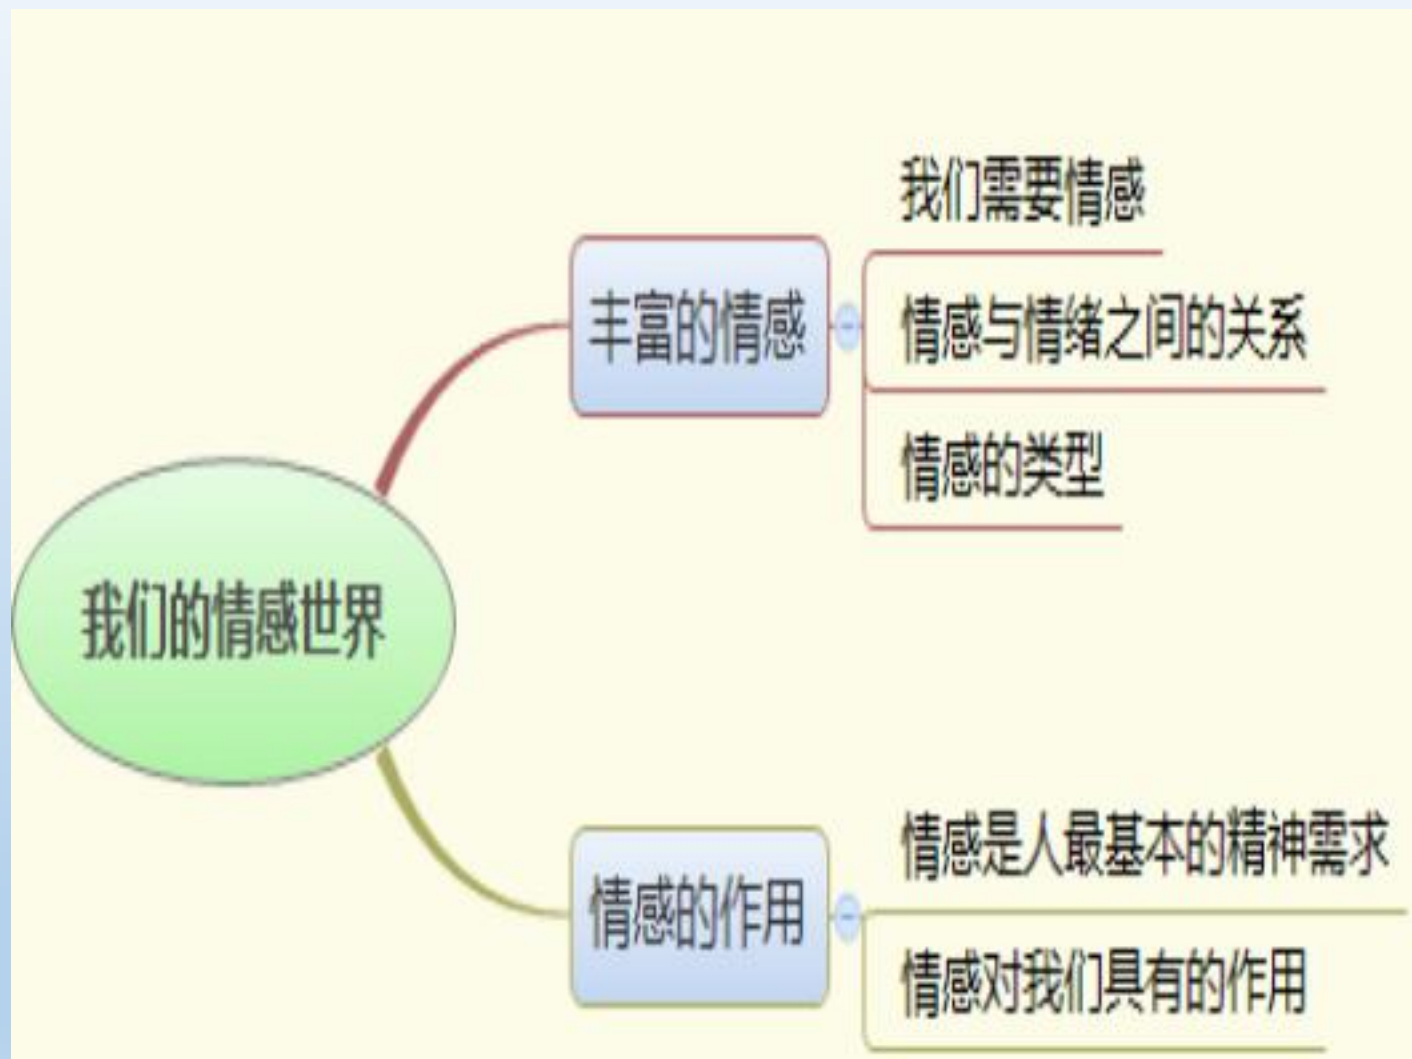 我们的情感世界
丰富的情感
我们需要情感
情感与情绪之间的关系
情感的类型
情感的作用
情感是人最基本的精神需求
情感对我们具有的作用